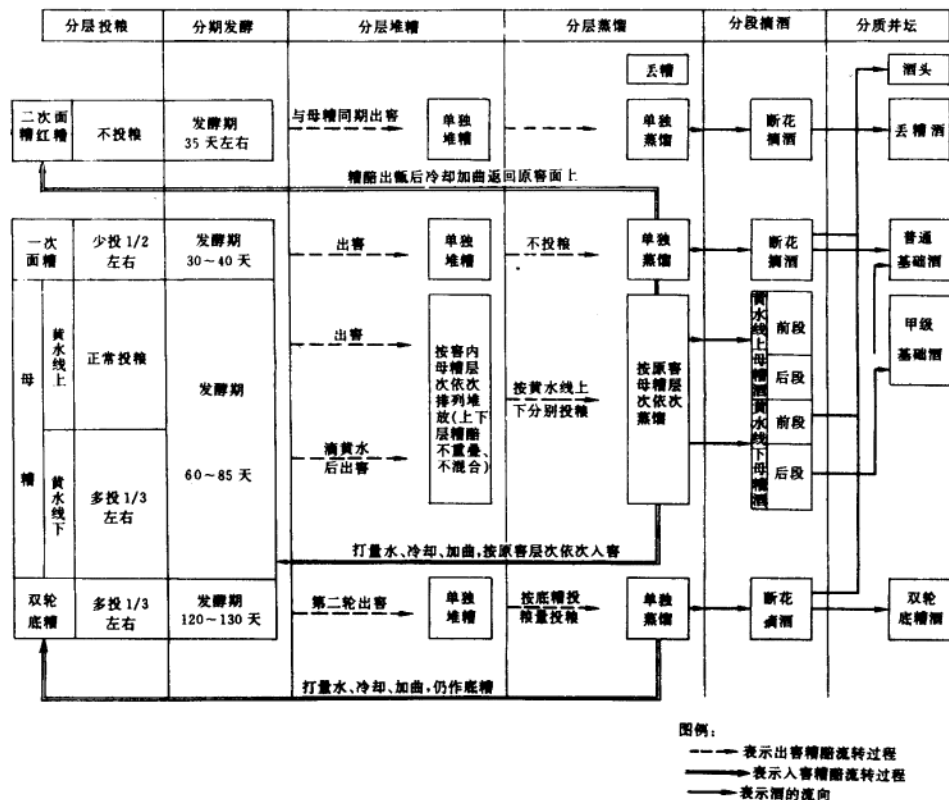 分层投粮
分期发酵
分层堆糟
分层蒸馏
分段摘酒
分质并坛
丢糟
酒头
二次面
糟红糟
不投粮
发酵期
35天左右
与母糟同期出窖
单独
堆糟
单独
蒸馏
断花
摘酒
丢糟酒
糟醅出甑后冷却加曲返回原窖面上
一次
面糟
少投1/2
左右
发酵期
30~40天
出窖
单独
堆糟
不投粮
单独
蒸馏
断花
摘酒
普通
基础酒
母
糟
黄水线上
正常投粮
黄水线下
多投1/3
左右
发酵期
60~85天
出窖
滴黄水
后出窖
按窖内
母糟层
次依次
排列堆
放(上下
层糟醅
不重叠、
不混合)
按黄水线上
下分别投粮
按原窖
母糟层
次依次
蒸馏
黄水线上母糟酒
前段
后段
黄水线下母糟酒
前段
后段
甲级
基础酒
打量水、冷却、加曲,按原窖层次依次入窖
双轮
底糟
多投1/3
左右
发酵期
120~130天
第二轮出窖
单独
堆糟
按底糟投
粮量投粮
单独
蒸馏
断花
摘酒
双轮
底糟酒
打量水、冷却、加曲,仍作底糟
图例:
表示出窖糟醅流转过程
表示入窖糟醅流转过程
表示酒的流向